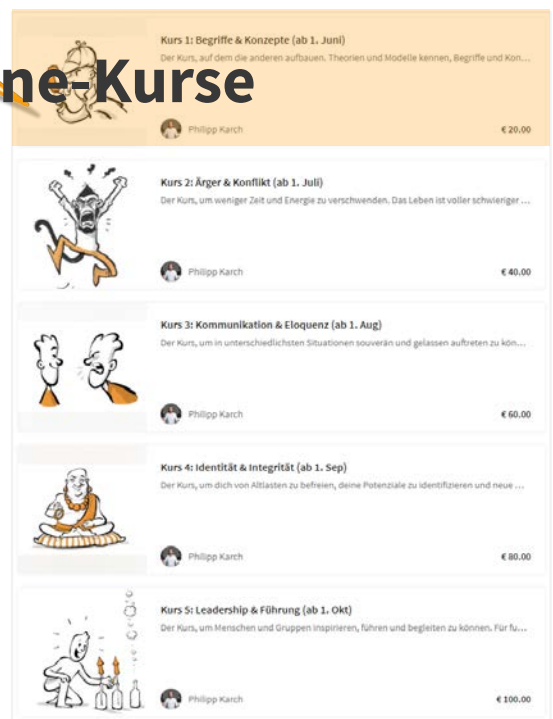 Kurs 1: Begriffe & Konzepte (ab 1. Juni)
Der Kurs, auf dem die anderen aufbauen. Theorien und Modelle kennen, Begriffe und Kon...
ne-Kurse
Philipp Karch
€ 20.00
Kurs 2: Ärger & Konflikt (ab 1. Juli)
Der Kurs, um weniger Zeit und Energie zu verschwenden. Das Leben ist voller schwieriger ...
Philipp Karch
€ 40.00
Kurs 3: Kommunikation & Eloquenz (ab 1. Aug)
Der Kurs, um in unterschiedlichsten Situationen souverän und gelassen auftreten zu kön...
Philipp Karch
€ 60.00
Kurs 4: Identität & Integrität (ab 1. Sep)
Der Kurs, um dich von Altlasten zu befreien, deine Potenziale zu identifizieren und neue ...
Philipp Karch
€ 80.00
Kurs 5: Leadership & Führung (ab 1. Okt)
Der Kurs, um Menschen und Gruppen inspirieren, führen und begleiten zu können. Für fu...
Philipp Karch
€ 100.00